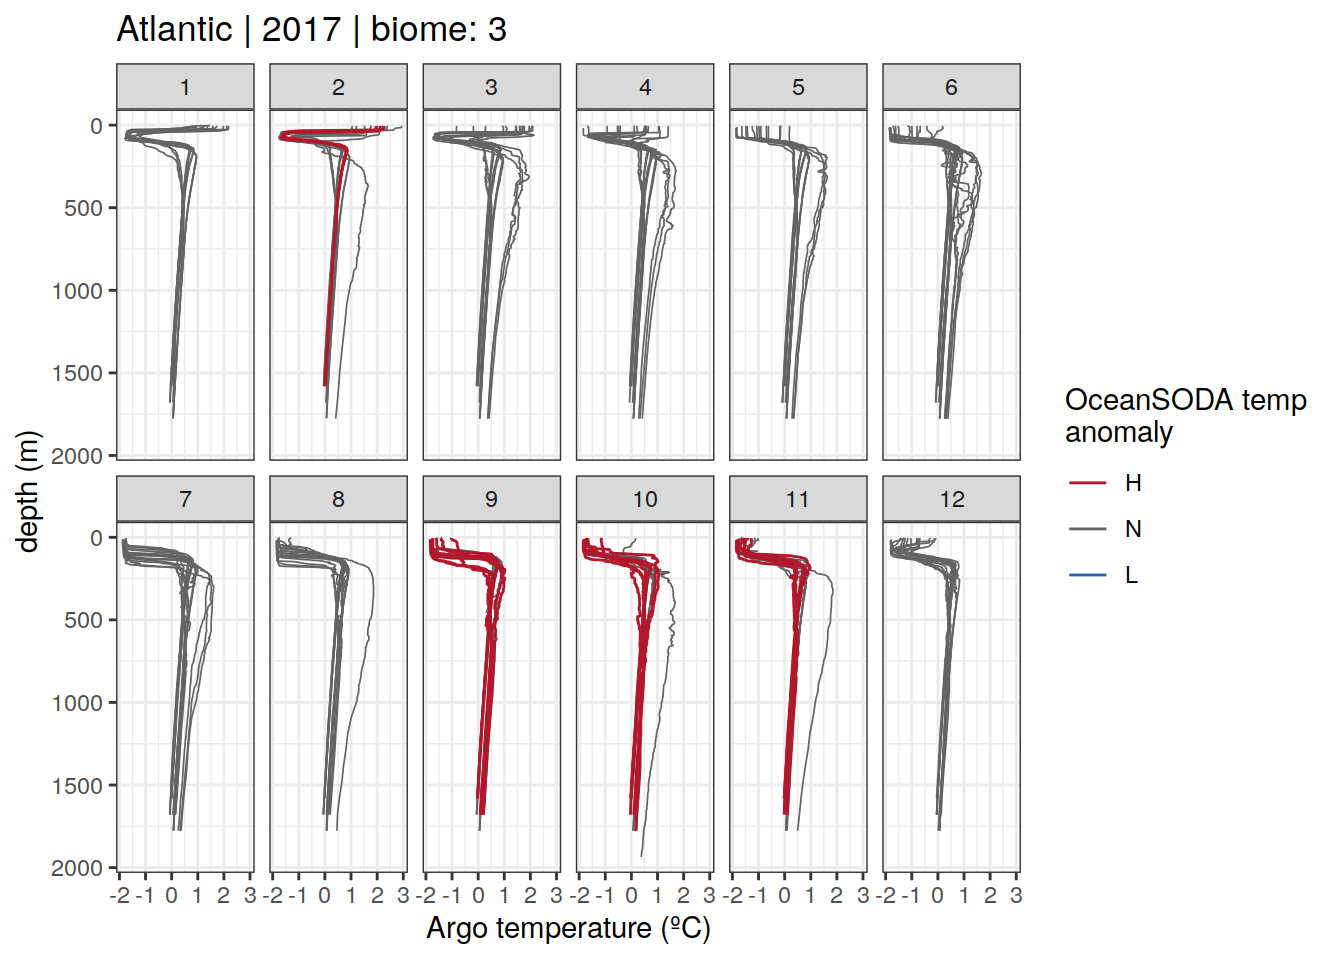 Atlantic | 2017 | biome: 3
1 2 3 4 5 6
0
500
1000
1500
2000
7 8 9 10 11 12
0
500
1000
1500
2000
-2 -1 0 1 2 3 -2 -1 0 1 2 3 -2 -1 0 1 2 3 -2 -1 0 1 2 3 -2 -1 0 1 2 3 -2 -1 0 1 2 3
Argo temperature (ºC)
depth (m)
OceanSODA temp
anomaly
H
N
L